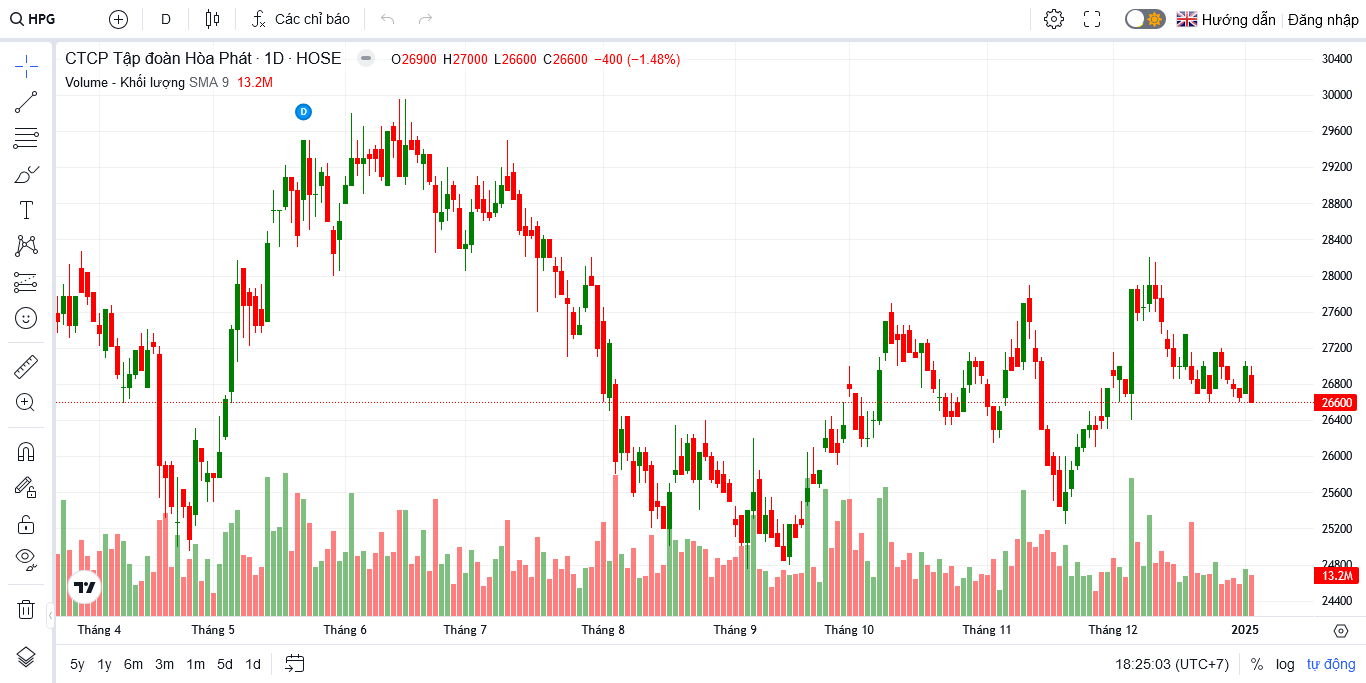 HPG D Các chỉ báo Hướng dẫn Đăng nhập
CTCP Tập đoàn Hòa Phát · 1D · HOSE O26900 H27000 L26600 C26600 −400 (−1.48%)
Volume - Khối lượng SMA 9 13.2M
D
30400
30000
29600
29200
28800
28400
28000
27600
27200
26800
26600
26400
26000
25600
25200
24800
13.2M
24400
Tháng 4 Tháng 5 Tháng 6 Tháng 7 Tháng 8 Tháng 9 Tháng 10 Tháng 11 Tháng 12 2025
5y 1y 6m 3m 1m 5d 1d 18:25:03 (UTC+7) % log tự động